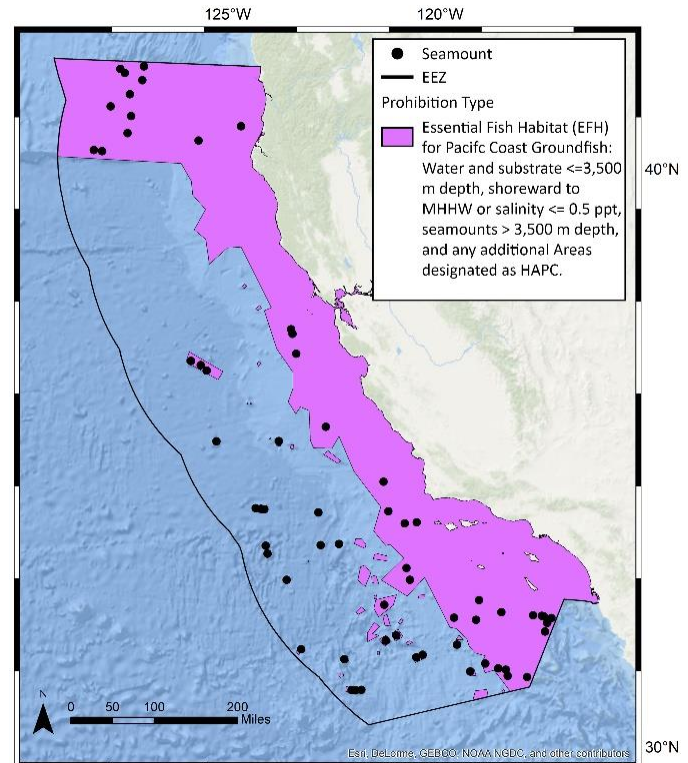 125°W 120°W
Seamount
EEZ
Prohibition Type
Essential Fish Habitat (EFH)
for Pacifc Coast Groundfish:
Water and substrate <=3,500
m depth, shoreward to
MHHW or salinity <= 0.5 ppt,
seamounts > 3,500 m depth,
and any additional Areas
designated as HAPC.
40°W
N
0 50 100 200
Miles
30°N
Esri, DeLorme, GEBCO, NOAA NGDC, and other contributors